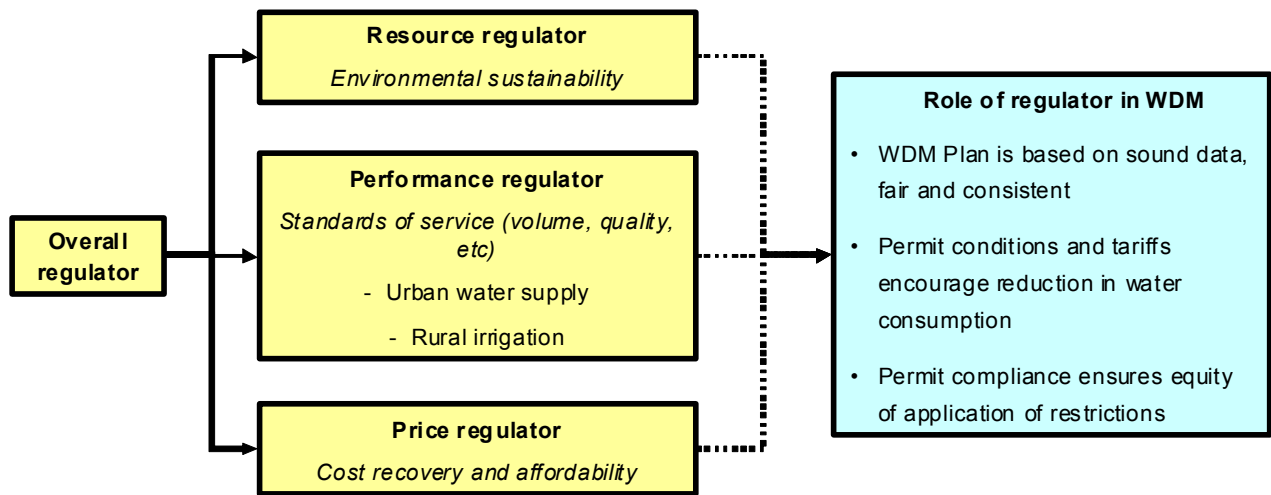 Overall
regulator
Resource regulator
Environmental sustainability
Performance regulator
Standards of service (volume, quality,
etc)
- Urban water supply
- Rural irrigation
Price regulator
Cost recovery and affordability
Role of regulator in WDM
• WDM Plan is based on sound data,
fair and consistent
• Permit conditions and tariffs
encourage reduction in water
consumption
• Permit compliance ensures equity
of application of restrictions